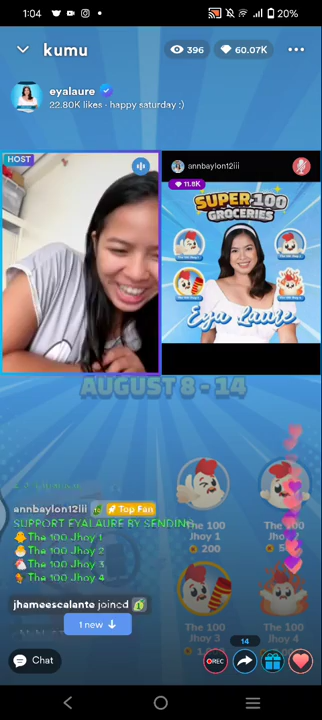 1:04
20%
kumu
396
60.07K
eyalaure
22.80K likes · happy saturday :)
HOST
annbaylon12iii
11.8K
SUPER 100
GROCERIES
Eya Laure
AUGUST 8 - 14
annbaylon12iii Top Fan
SUPPORT EYALAURE BY SENDING
The 100 Jhoy 1
The 100 Jhoy 2
The 100 Jhoy 3
The 100 Jhoy 4
The 100
Jhoy 1
200
The 100
The 100
Jhoy 3
The 100
Jhoy 4
jhameescalante joined
1 new ↓
Chat
REC
14